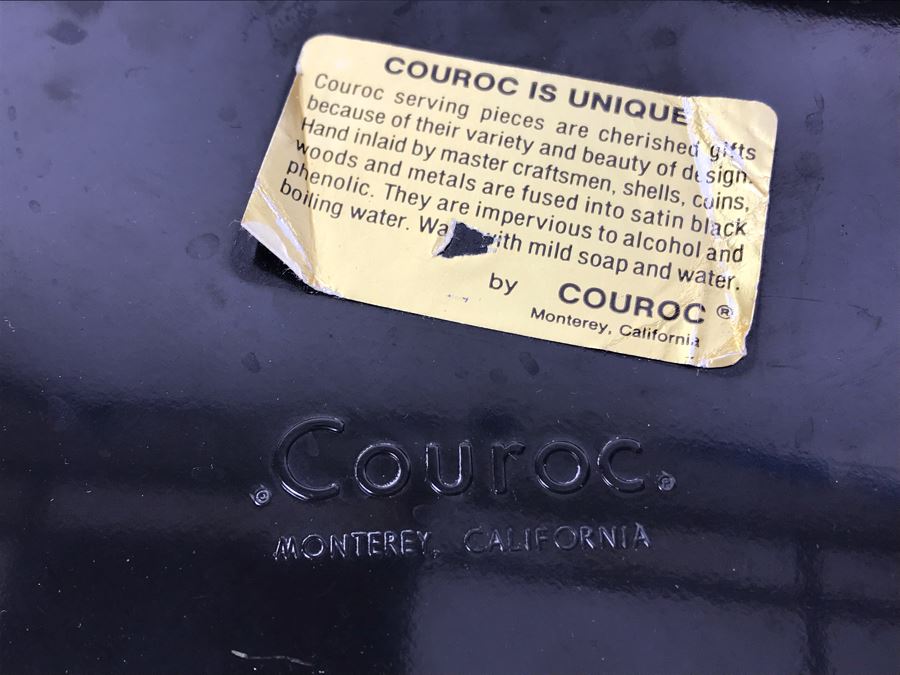 COUROC IS UNIQUE
Couroc serving pieces are cherished gifts
because of their variety and beauty of design.
Hand inlaid by master craftsmen, shells, coins,
woods and metals are fused into satin black
phenolic. They are impervious to alcohol and
boiling water. Wa ith mild soap and water.
by COUROC ®
Monterey, California
Couroc
MONTEREY, CALIFORNIA